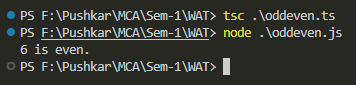 PS F:\Pushkar\MCA\Sem-1\WAT> tsc .\oddeven.ts
PS F:\Pushkar\MCA\Sem-1\WAT> node .\oddeven.js
6 is even.
PS F:\Pushkar\MCA\Sem-1\WAT>